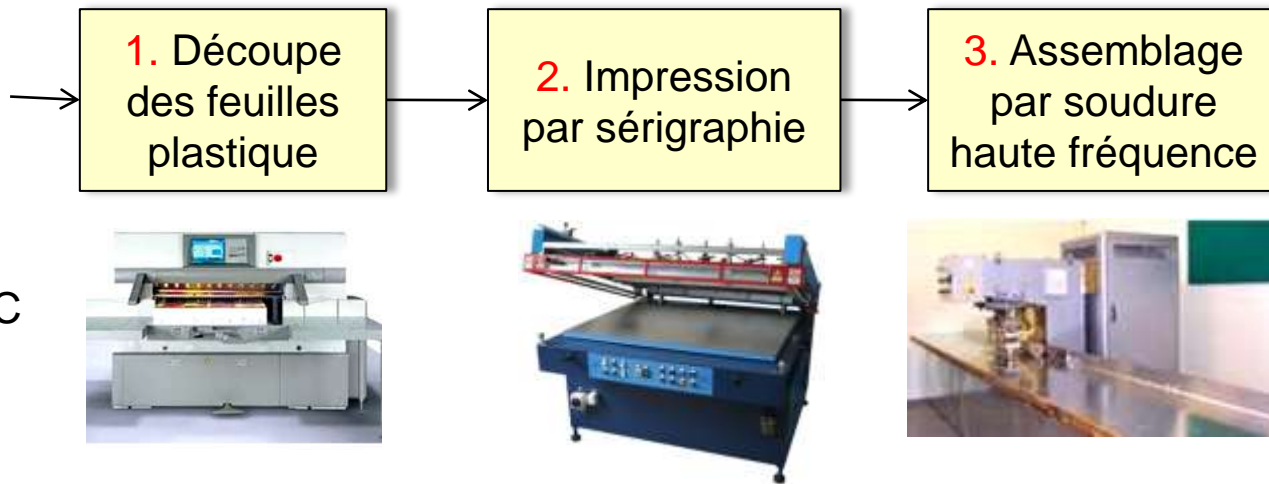 1. Découpe
des feuilles
plastique
2. Impression
par sérigraphie
3. Assemblage
par soudure
haute fréquence
C